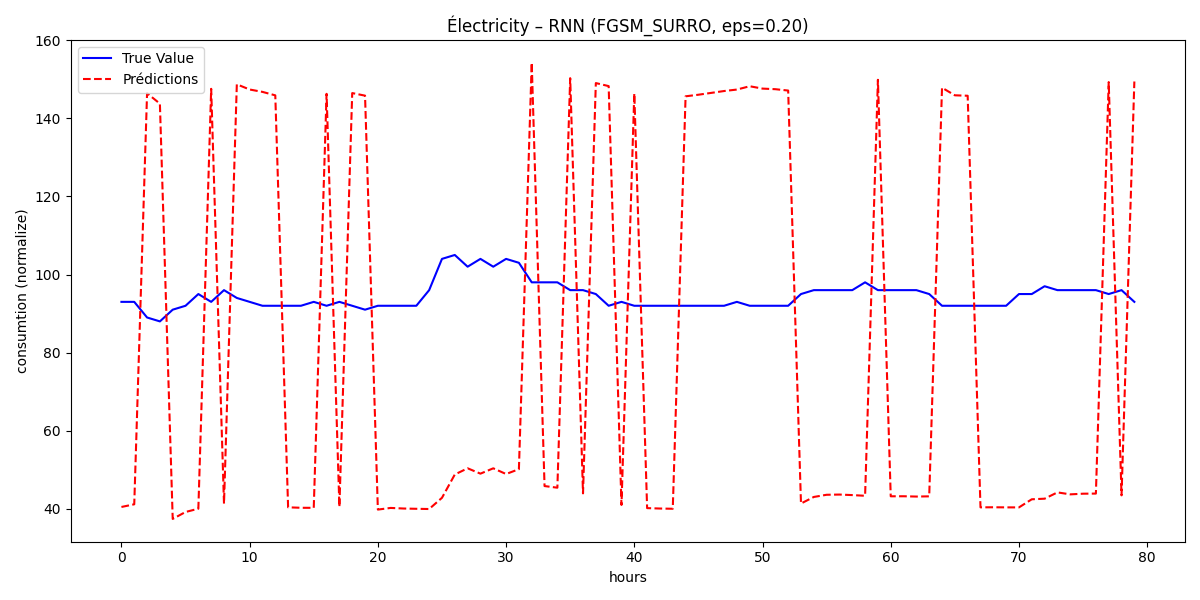 Électricity – RNN (FGSM_SURRO, eps=0.20)
True Value
Prédictions
consumtion (normalize)
160
140
120
100
80
60
40
0 10 20 30 40 50 60 70 80
hours